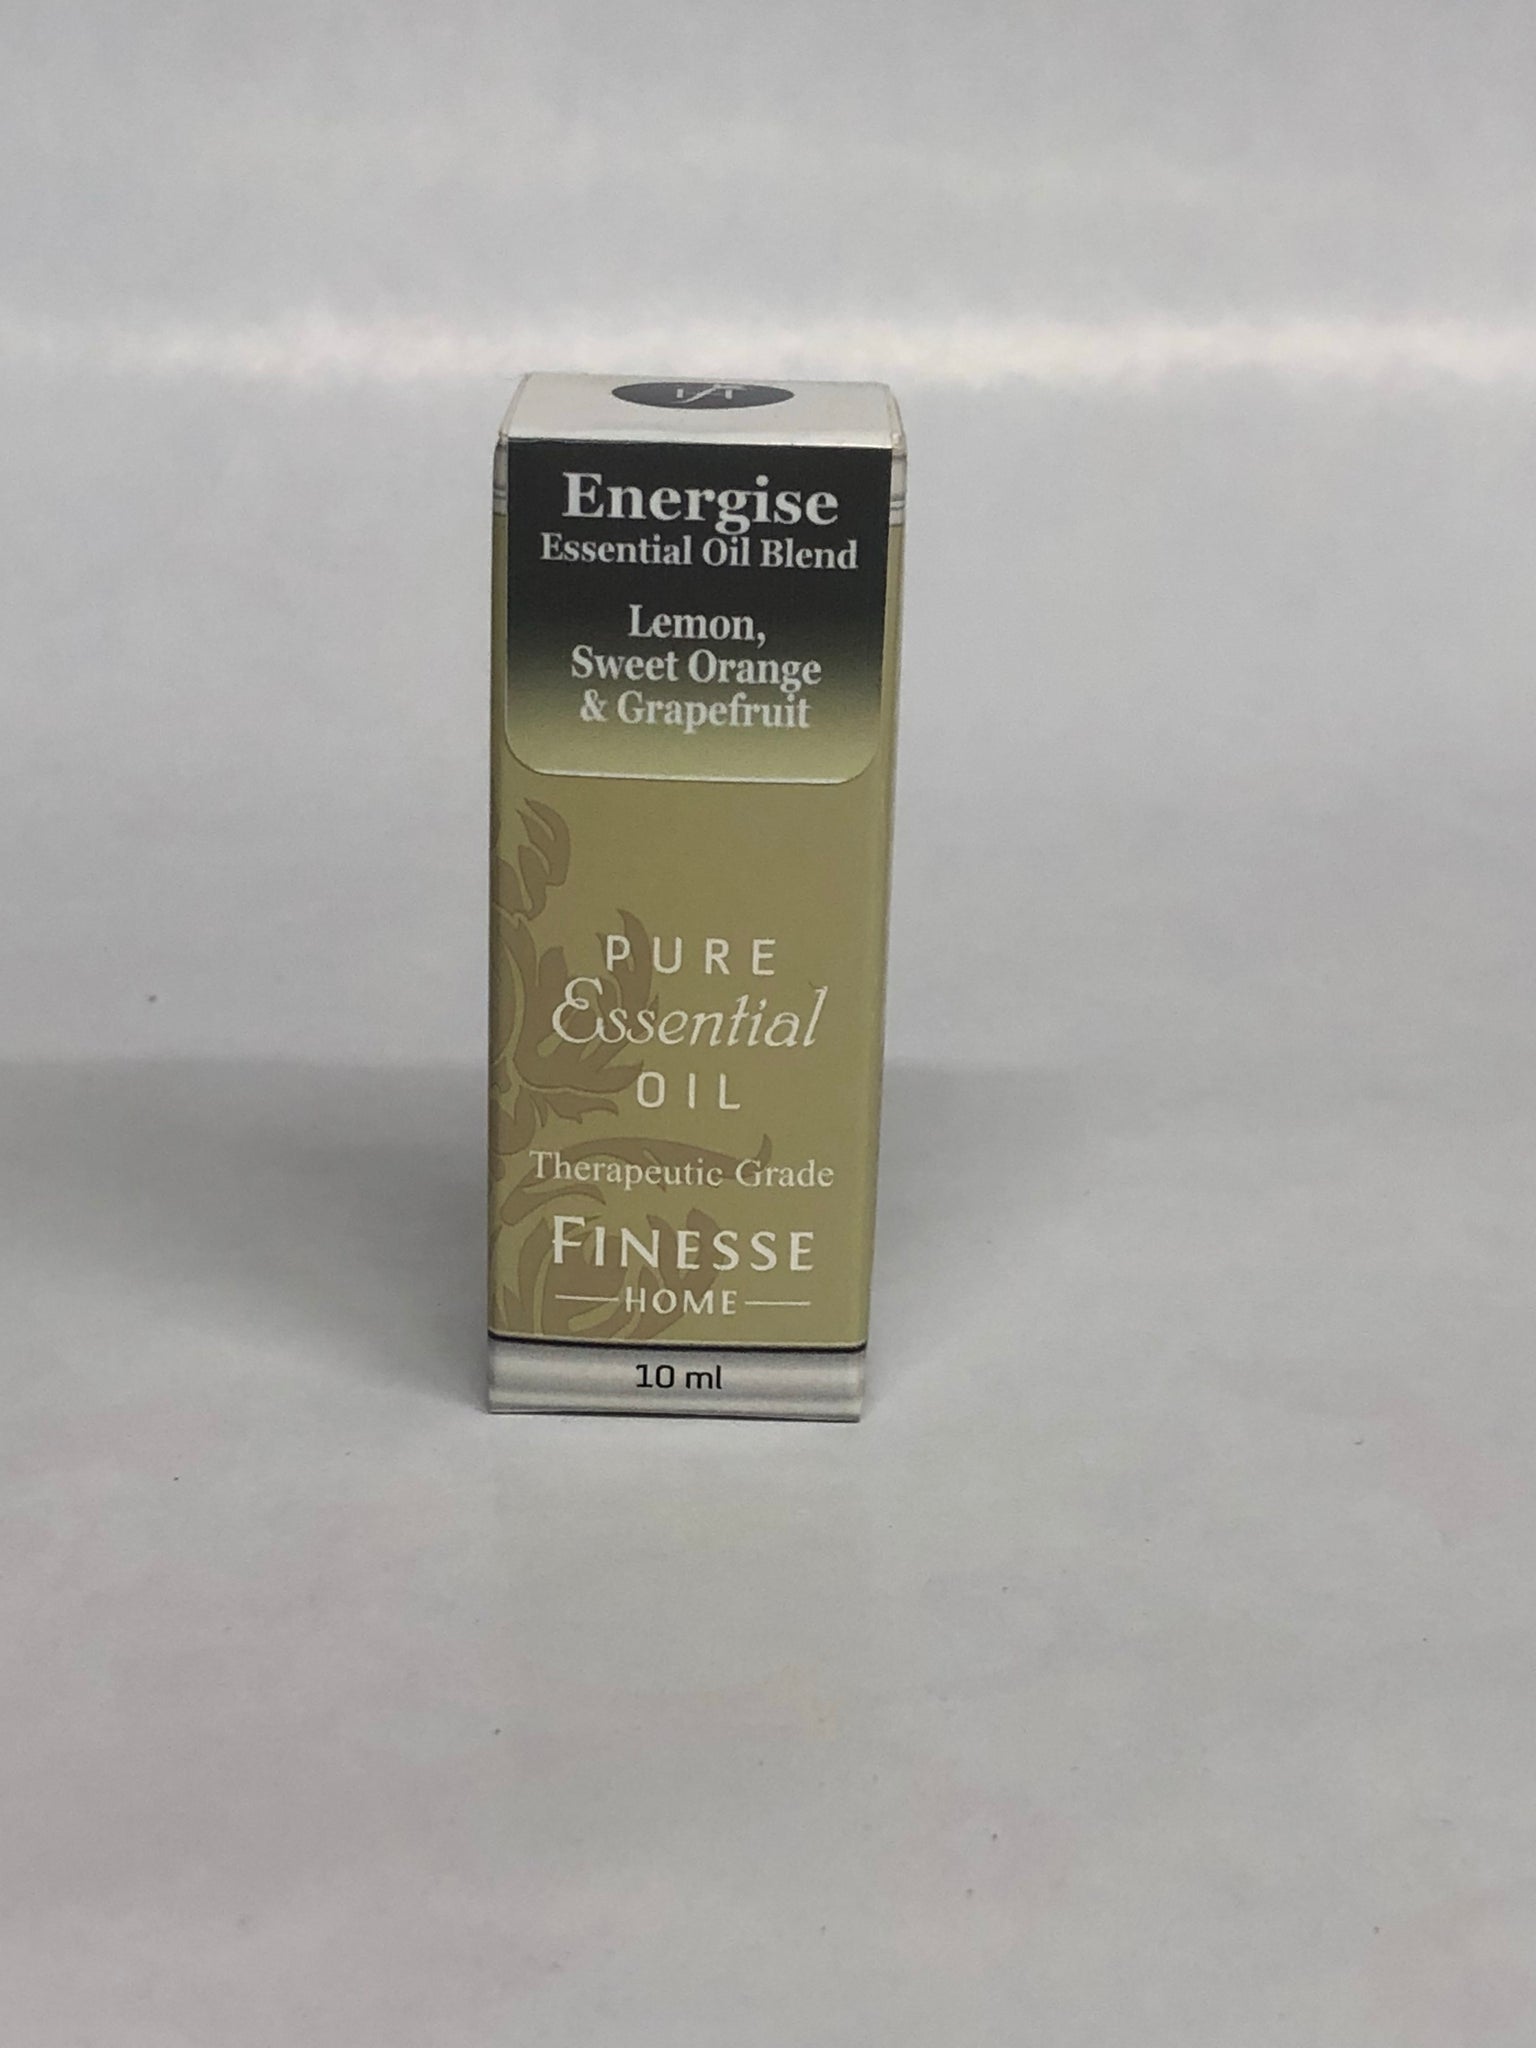 Energise
Essential Oil Blend
Lemon,
Sweet Orange
& Grapefruit
PURE
Essential
OIL
Therapeutic Grade
FINESSE
HOME
10 ml